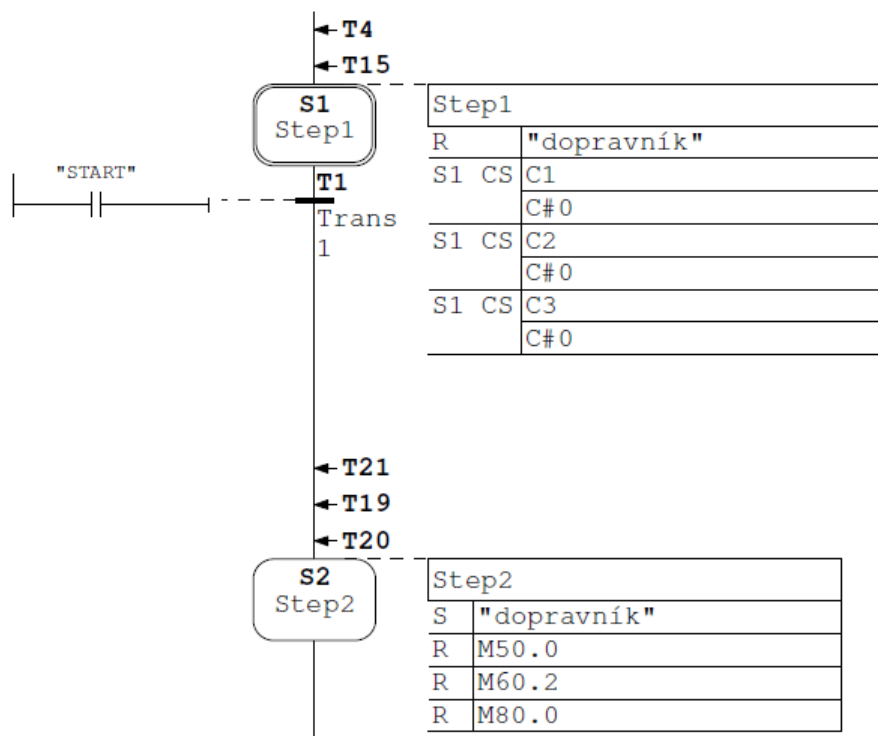 T4
T15
S1
Step1
Step1
R "dopravník"
S1 CS C1
C#0
S1 CS C2
C#0
S1 CS C3
C#0
"START"
T1
Trans
1
T21
T19
T20
S2
Step2
Step2
S "dopravník"
R M50.0
R M60.2
R M80.0